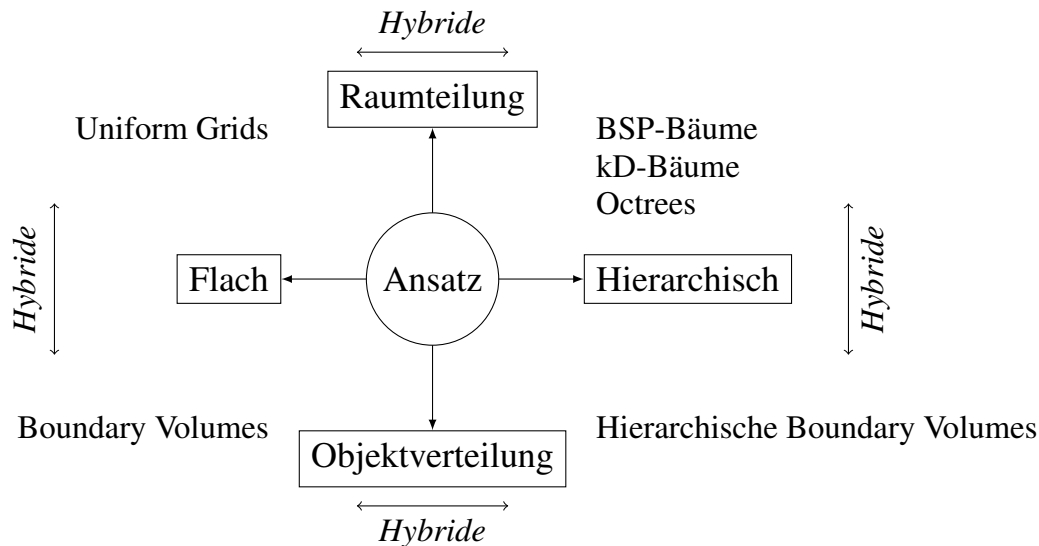 Hybride
Raumteilung
Uniform Grids
BSP-Bäume
kD-Bäume
Octrees
Hybride
Flach
Ansatz
Hierarchisch
Hybride
Boundary Volumes
Hierarchische Boundary Volumes
Objektverteilung
Hybride